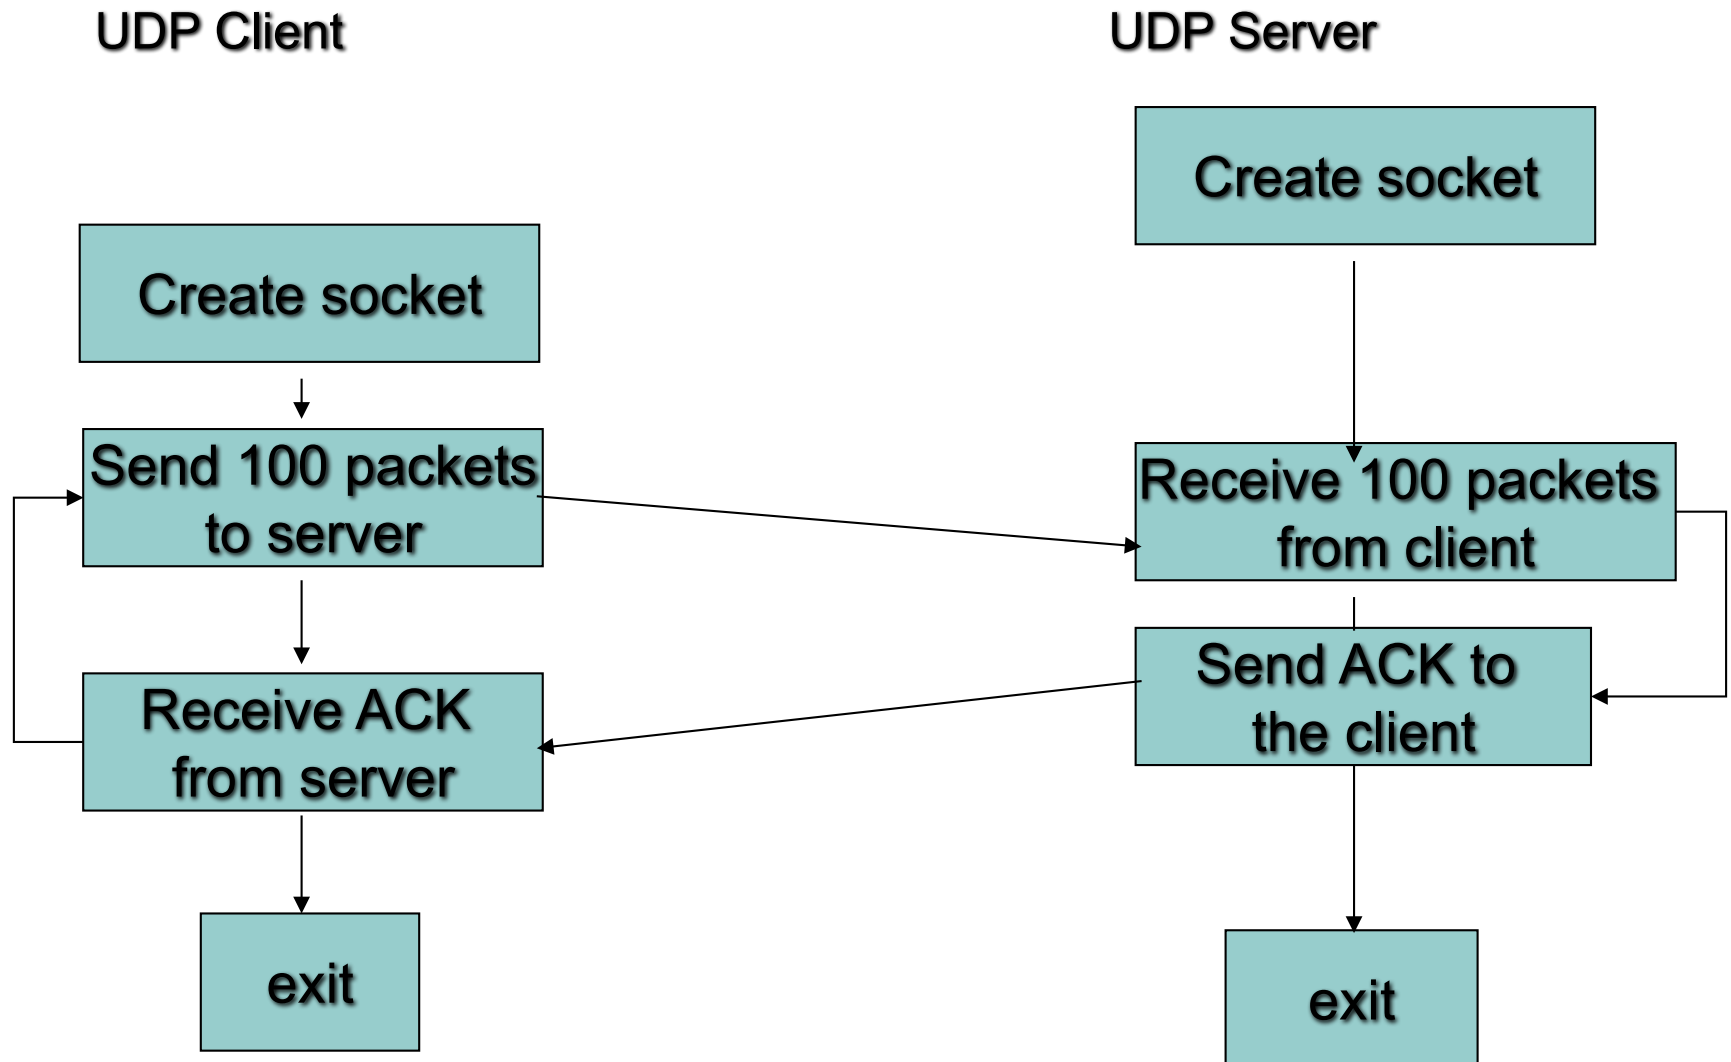 UDP Client
UDP Server
Create socket
Create socket
Send 100 packets
to server
Receive 100 packets
from client
Send ACK to
the client
Receive ACK
from server
exit
exit